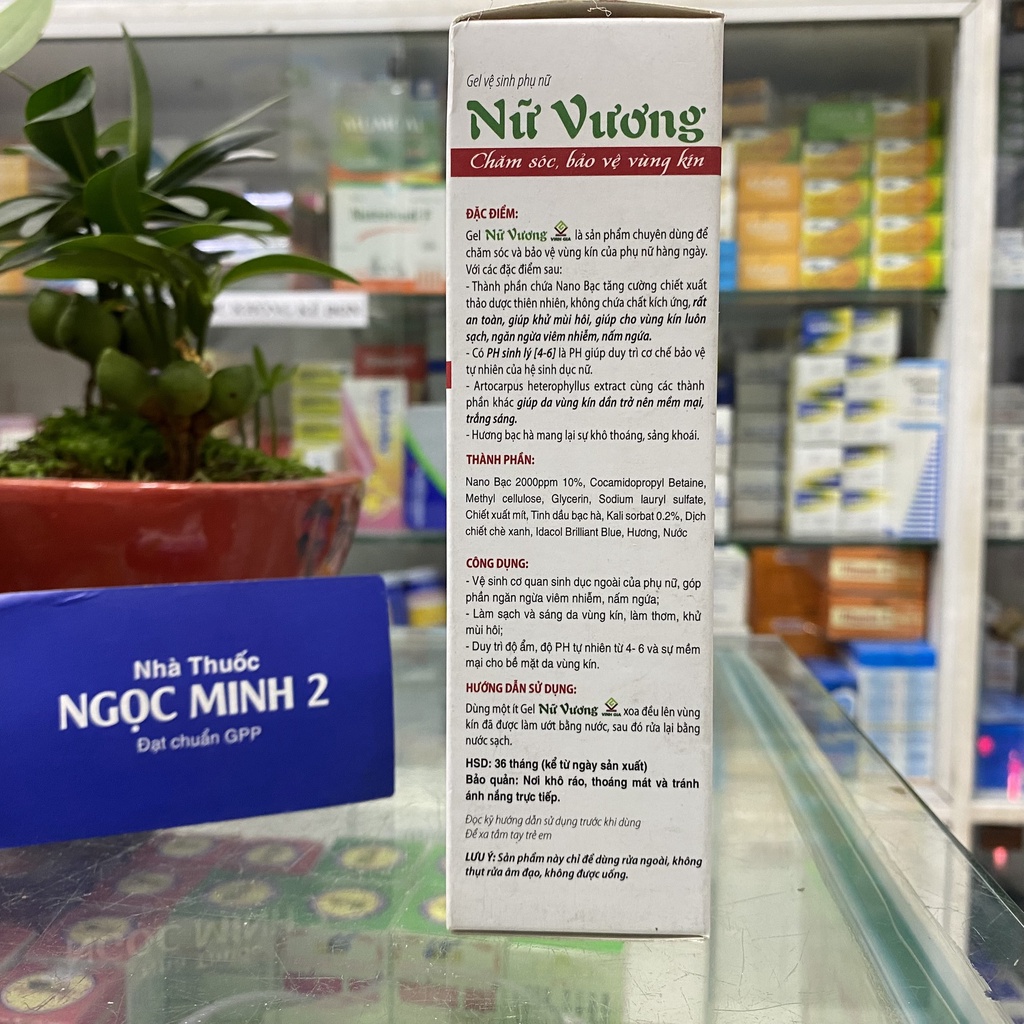 Gel vệ sinh phụ nữ
Nữ Vương
Chăm sóc, bảo vệ vùng kín
ĐẶC ĐIỂM:
Gel Nữ Vương VINH GIA là sản phẩm chuyên dùng để
chăm sóc và bảo vệ vùng kín của phụ nữ hàng ngày.
Với các đặc điểm sau:
- Thành phần chứa Nano Bạc tăng cường chiết xuất
thảo dược thiên nhiên, không chứa chất kích ứng, rất
an toàn, giúp khử mùi hôi, giúp cho vùng kín luôn
sạch, ngăn ngừa viêm nhiễm, nấm ngứa.
- Có PH sinh lý [4-6] là PH giúp duy trì cơ chế bảo vệ
tự nhiên của hệ sinh dục nữ.
- Artocarpus heterophyllus extract cùng các thành
phần khác giúp da vùng kín dần trở nên mềm mại,
trắng sáng.
- Hương bạc hà mang lại sự khô thoáng, sảng khoái.
THÀNH PHẦN:
Nano Bạc 2000ppm 10%, Cocamidopropyl Betaine,
Methyl cellulose, Glycerin, Sodium lauryl sulfate,
Chiết xuất mít, Tinh dầu bạc hà, Kali sorbat 0.2%, Dịch
chiết chè xanh, Idacol Brilliant Blue, Hương, Nước
CÔNG DỤNG:
- Vệ sinh cơ quan sinh dục ngoài của phụ nữ, góp
phần ngăn ngừa viêm nhiễm, nấm ngứa;
- Làm sạch và sáng da vùng kín, làm thơm, khử
mùi hôi;
- Duy trì độ ẩm, độ PH tự nhiên từ 4- 6 và sự mềm
mại cho bề mặt da vùng kín.
HƯỚNG DẪN SỬ DỤNG:
Dùng một ít Gel Nữ Vương VINH GIA xoa đều lên vùng
kín đã được làm ướt bằng nước, sau đó rửa lại bằng
nước sạch.
HSD: 36 tháng (kể từ ngày sản xuất)
Bảo quản: Nơi khô ráo, thoáng mát và tránh
ánh nắng trực tiếp.
Đọc kỹ hướng dẫn sử dụng trước khi dùng
Để xa tầm tay trẻ em
LƯU Ý: Sản phẩm này chỉ để dùng rửa ngoài, không
thụt rửa âm đạo, không được uống.
Nhà Thuốc
NGỌC MINH 2
Đạt chuẩn GPP